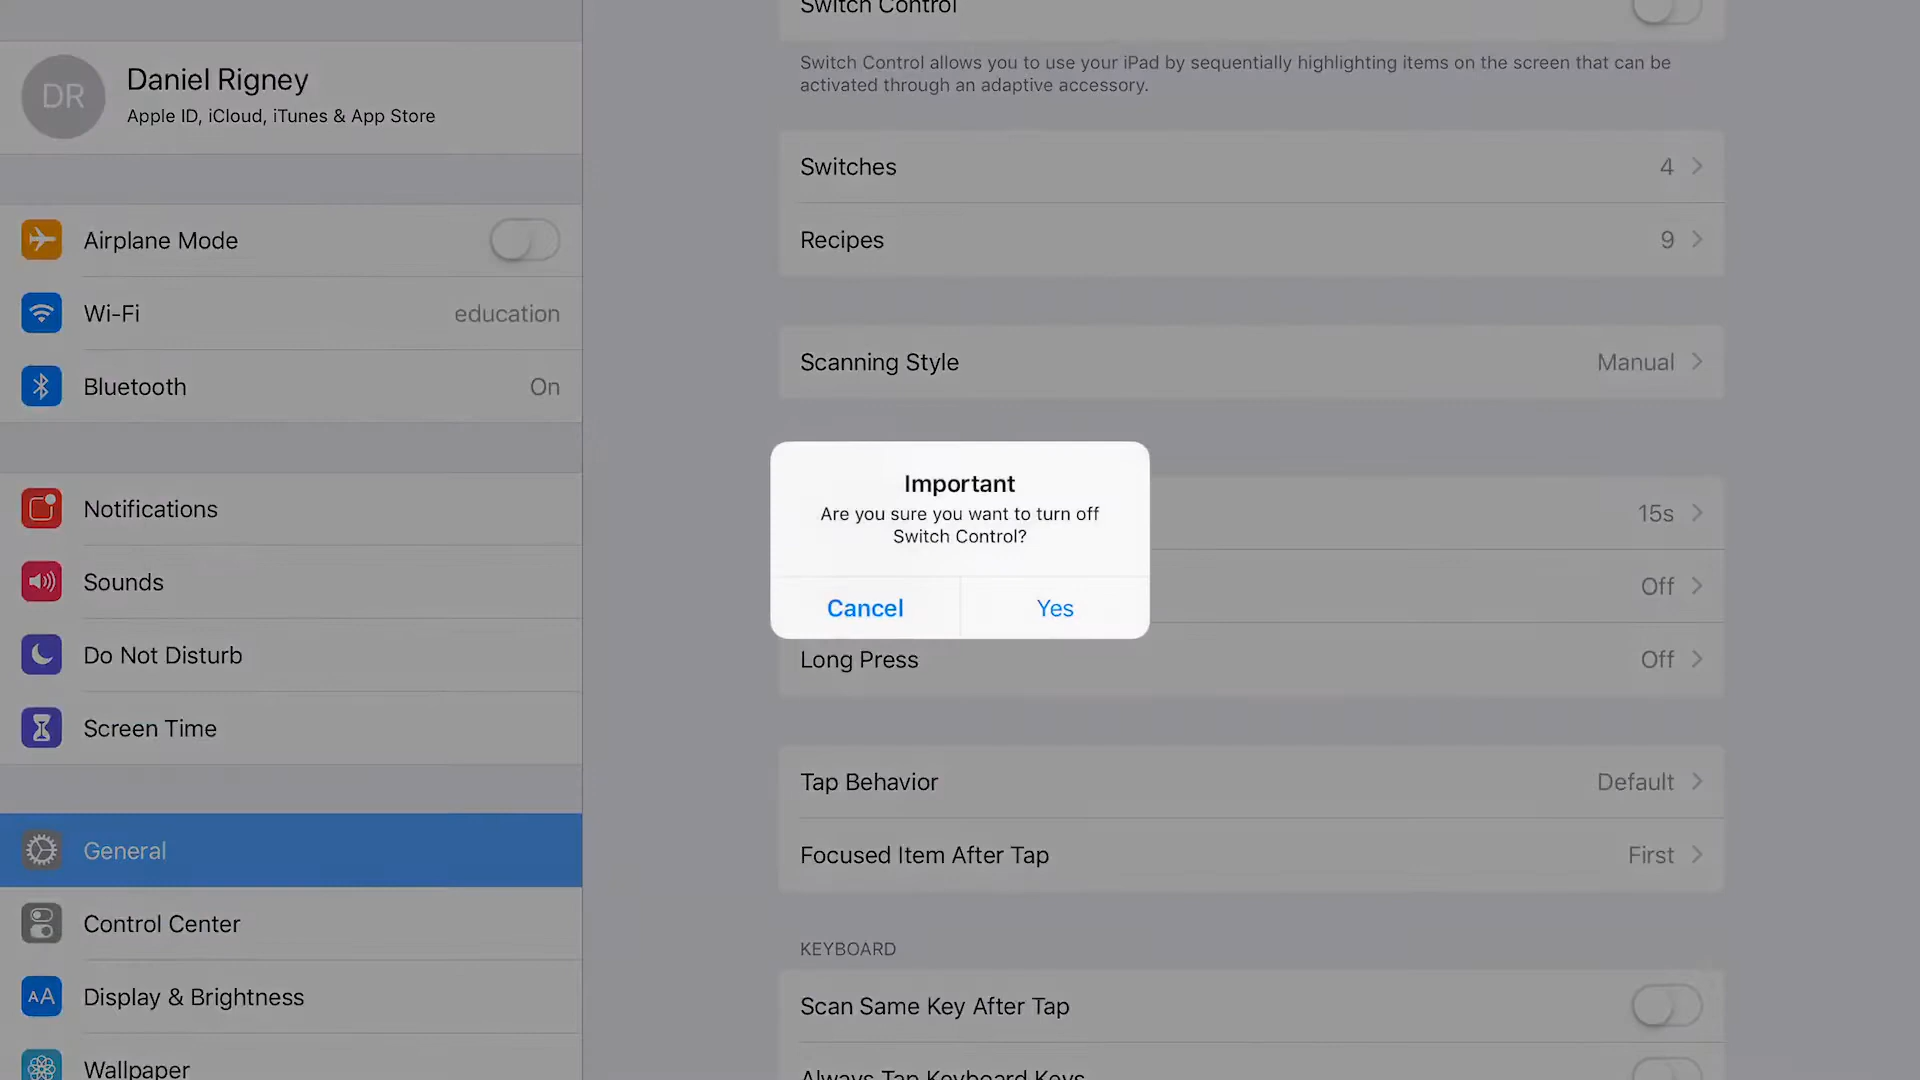 Switch Control
DR
Daniel Rigney
Apple ID, iCloud, iTunes & App Store
Switch Control allows you to use your iPad by sequentially highlighting items on the screen that can be
activated through an adaptive accessory.
Airplane Mode
Wi-Fi education
Bluetooth On
Notifications
Sounds
Do Not Disturb
Screen Time
General
Control Center
AA Display & Brightness
Wallpaper
Switches 4
Recipes 9
Scanning Style Manual
15s
Off
Important
Are you sure you want to turn off
Switch Control?
Cancel Yes
Long Press Off
Tap Behavior Default
Focused Item After Tap First
KEYBOARD
Scan Same Key After Tap
Always Tap Keyboard Keys